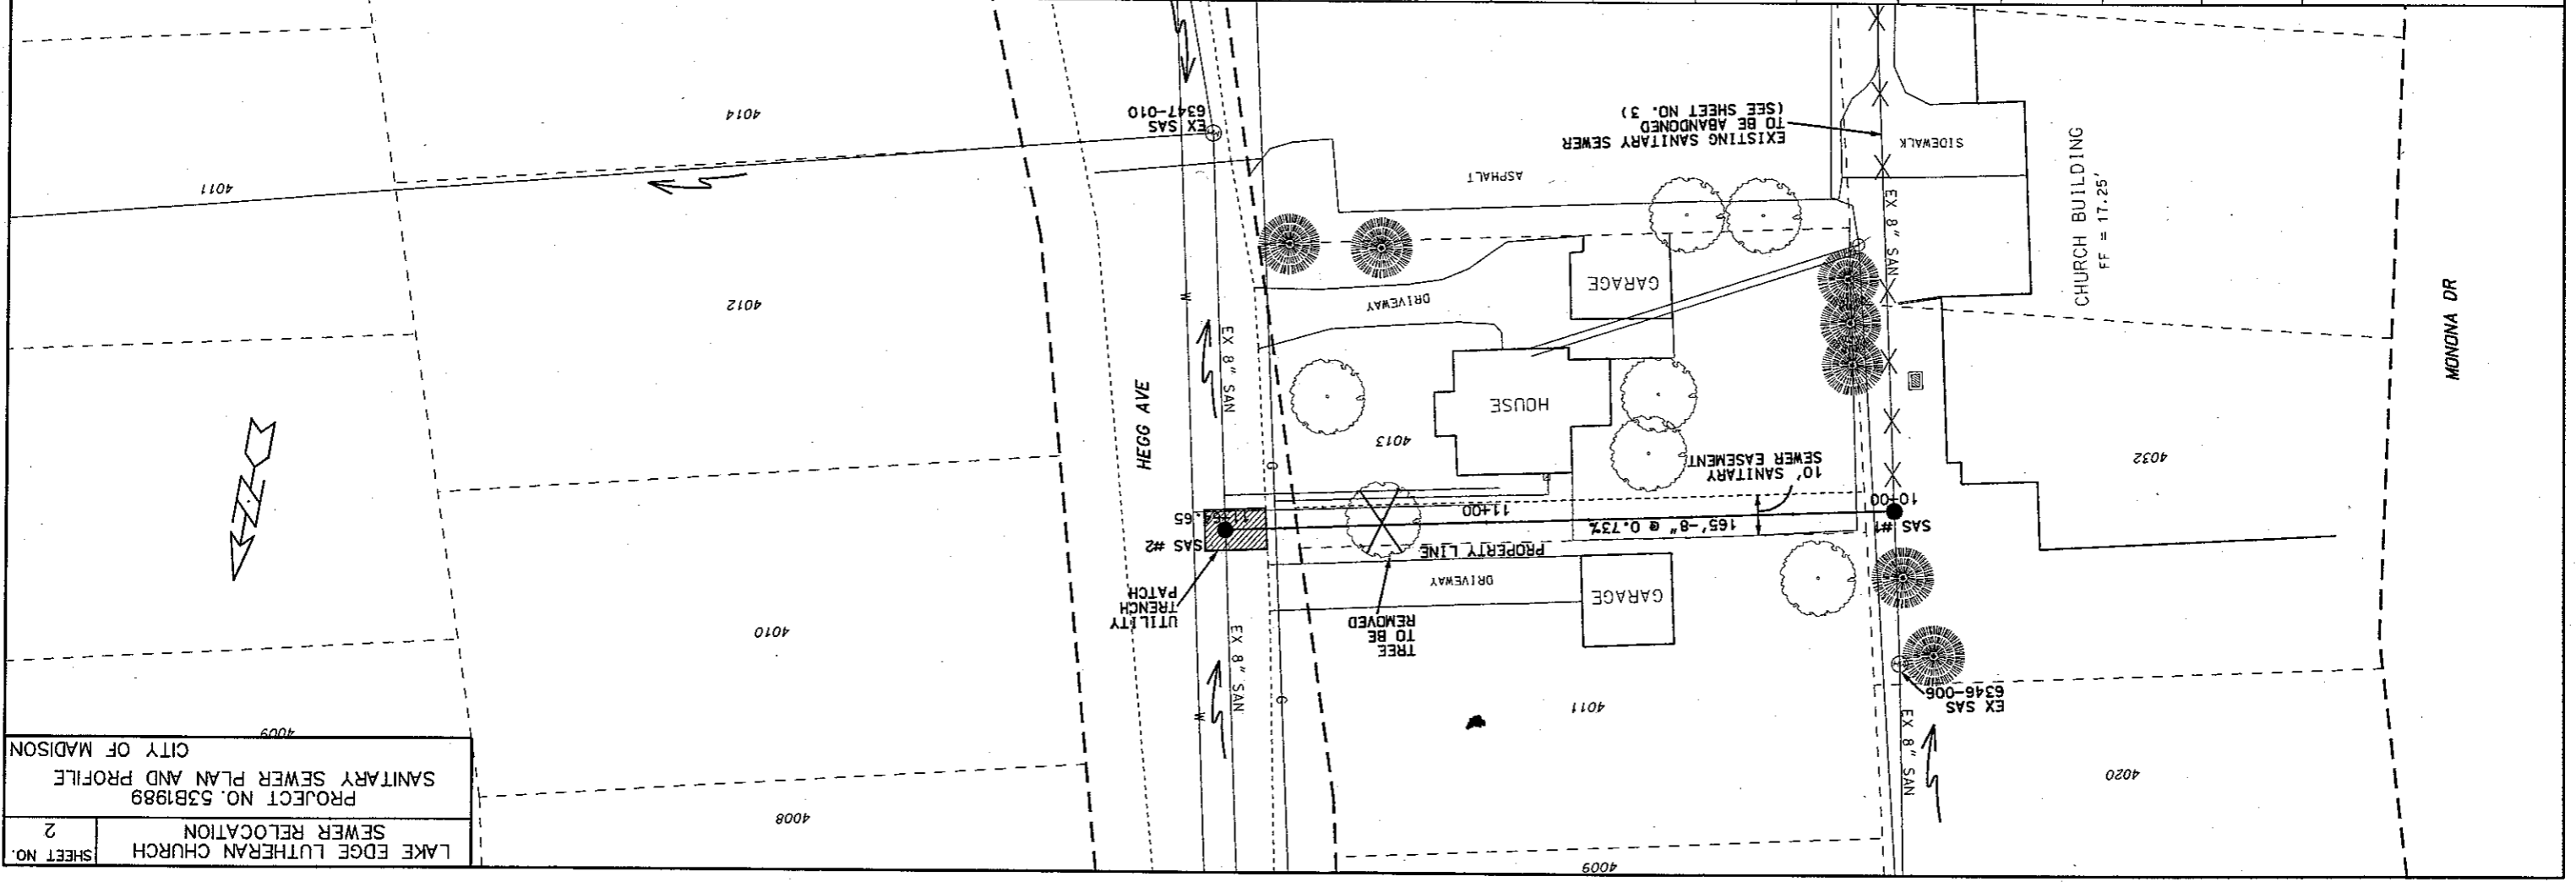 LAKE EDGE LUTHERAN CHURCH
SEWER RELOCATION
SHEET NO.
2
PROJECT NO. 53B1989
SANITARY SEWER PLAN AND PROFILE
CITY OF MADISON
4009
4008
4009
4020
EX 8" SAN
EX SAS
6346-006
4011
TREE
TO BE
REMOVED
UTILITY
TRENCH
PATCH
EX 8" SAN
W
G
4010
GARAGE
DRIVEWAY
PROPERTY LINE
SAS #1
10+00
165'-8" @ 0.73%
11+00
SAS #2
11+65.65
10' SANITARY
SEWER EASEMENT
4032
4013
HOUSE
G
HEGG AVE
MONONA DR
EX 8" SAN
W
DRIVEWAY
GARAGE
4012
CHURCH BUILDING
FF = 17.25'
EX 8" SAN
ASPHALT
SIDEWALK
EXISTING SANITARY SEWER
TO BE ABANDONED
(SEE SHEET NO. 3)
EX SAS
6347-010
4014
4011